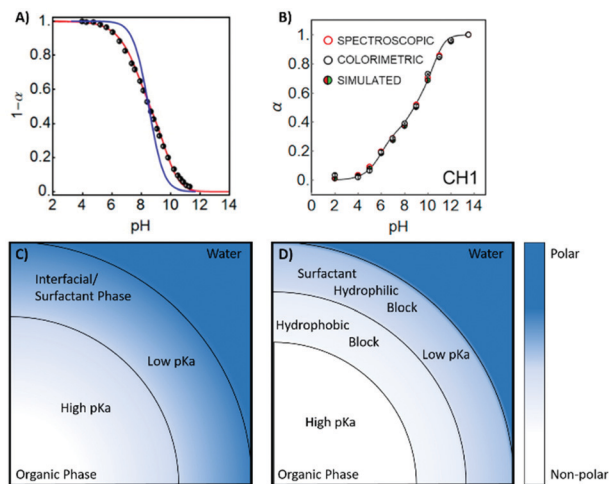 A)
1
0.8
0.6
0.4
0.2
0
1−α
2 4 6 8 10 12 14
pH
B)
1
0.8
0.6
0.4
0.2
0
α
SPECTROSCOPIC
COLORIMETRIC
SIMULATED
CH1
0 2 4 6 8 10 12 14
pH
C)
Water
Interfacial/
Surfactant Phase
Low pKa
High pKa
Organic Phase
D)
Water
Surfactant
Hydrophilic
Block
Hydrophobic
Block
Low pKa
High pKa
Organic Phase
Polar
Non-polar